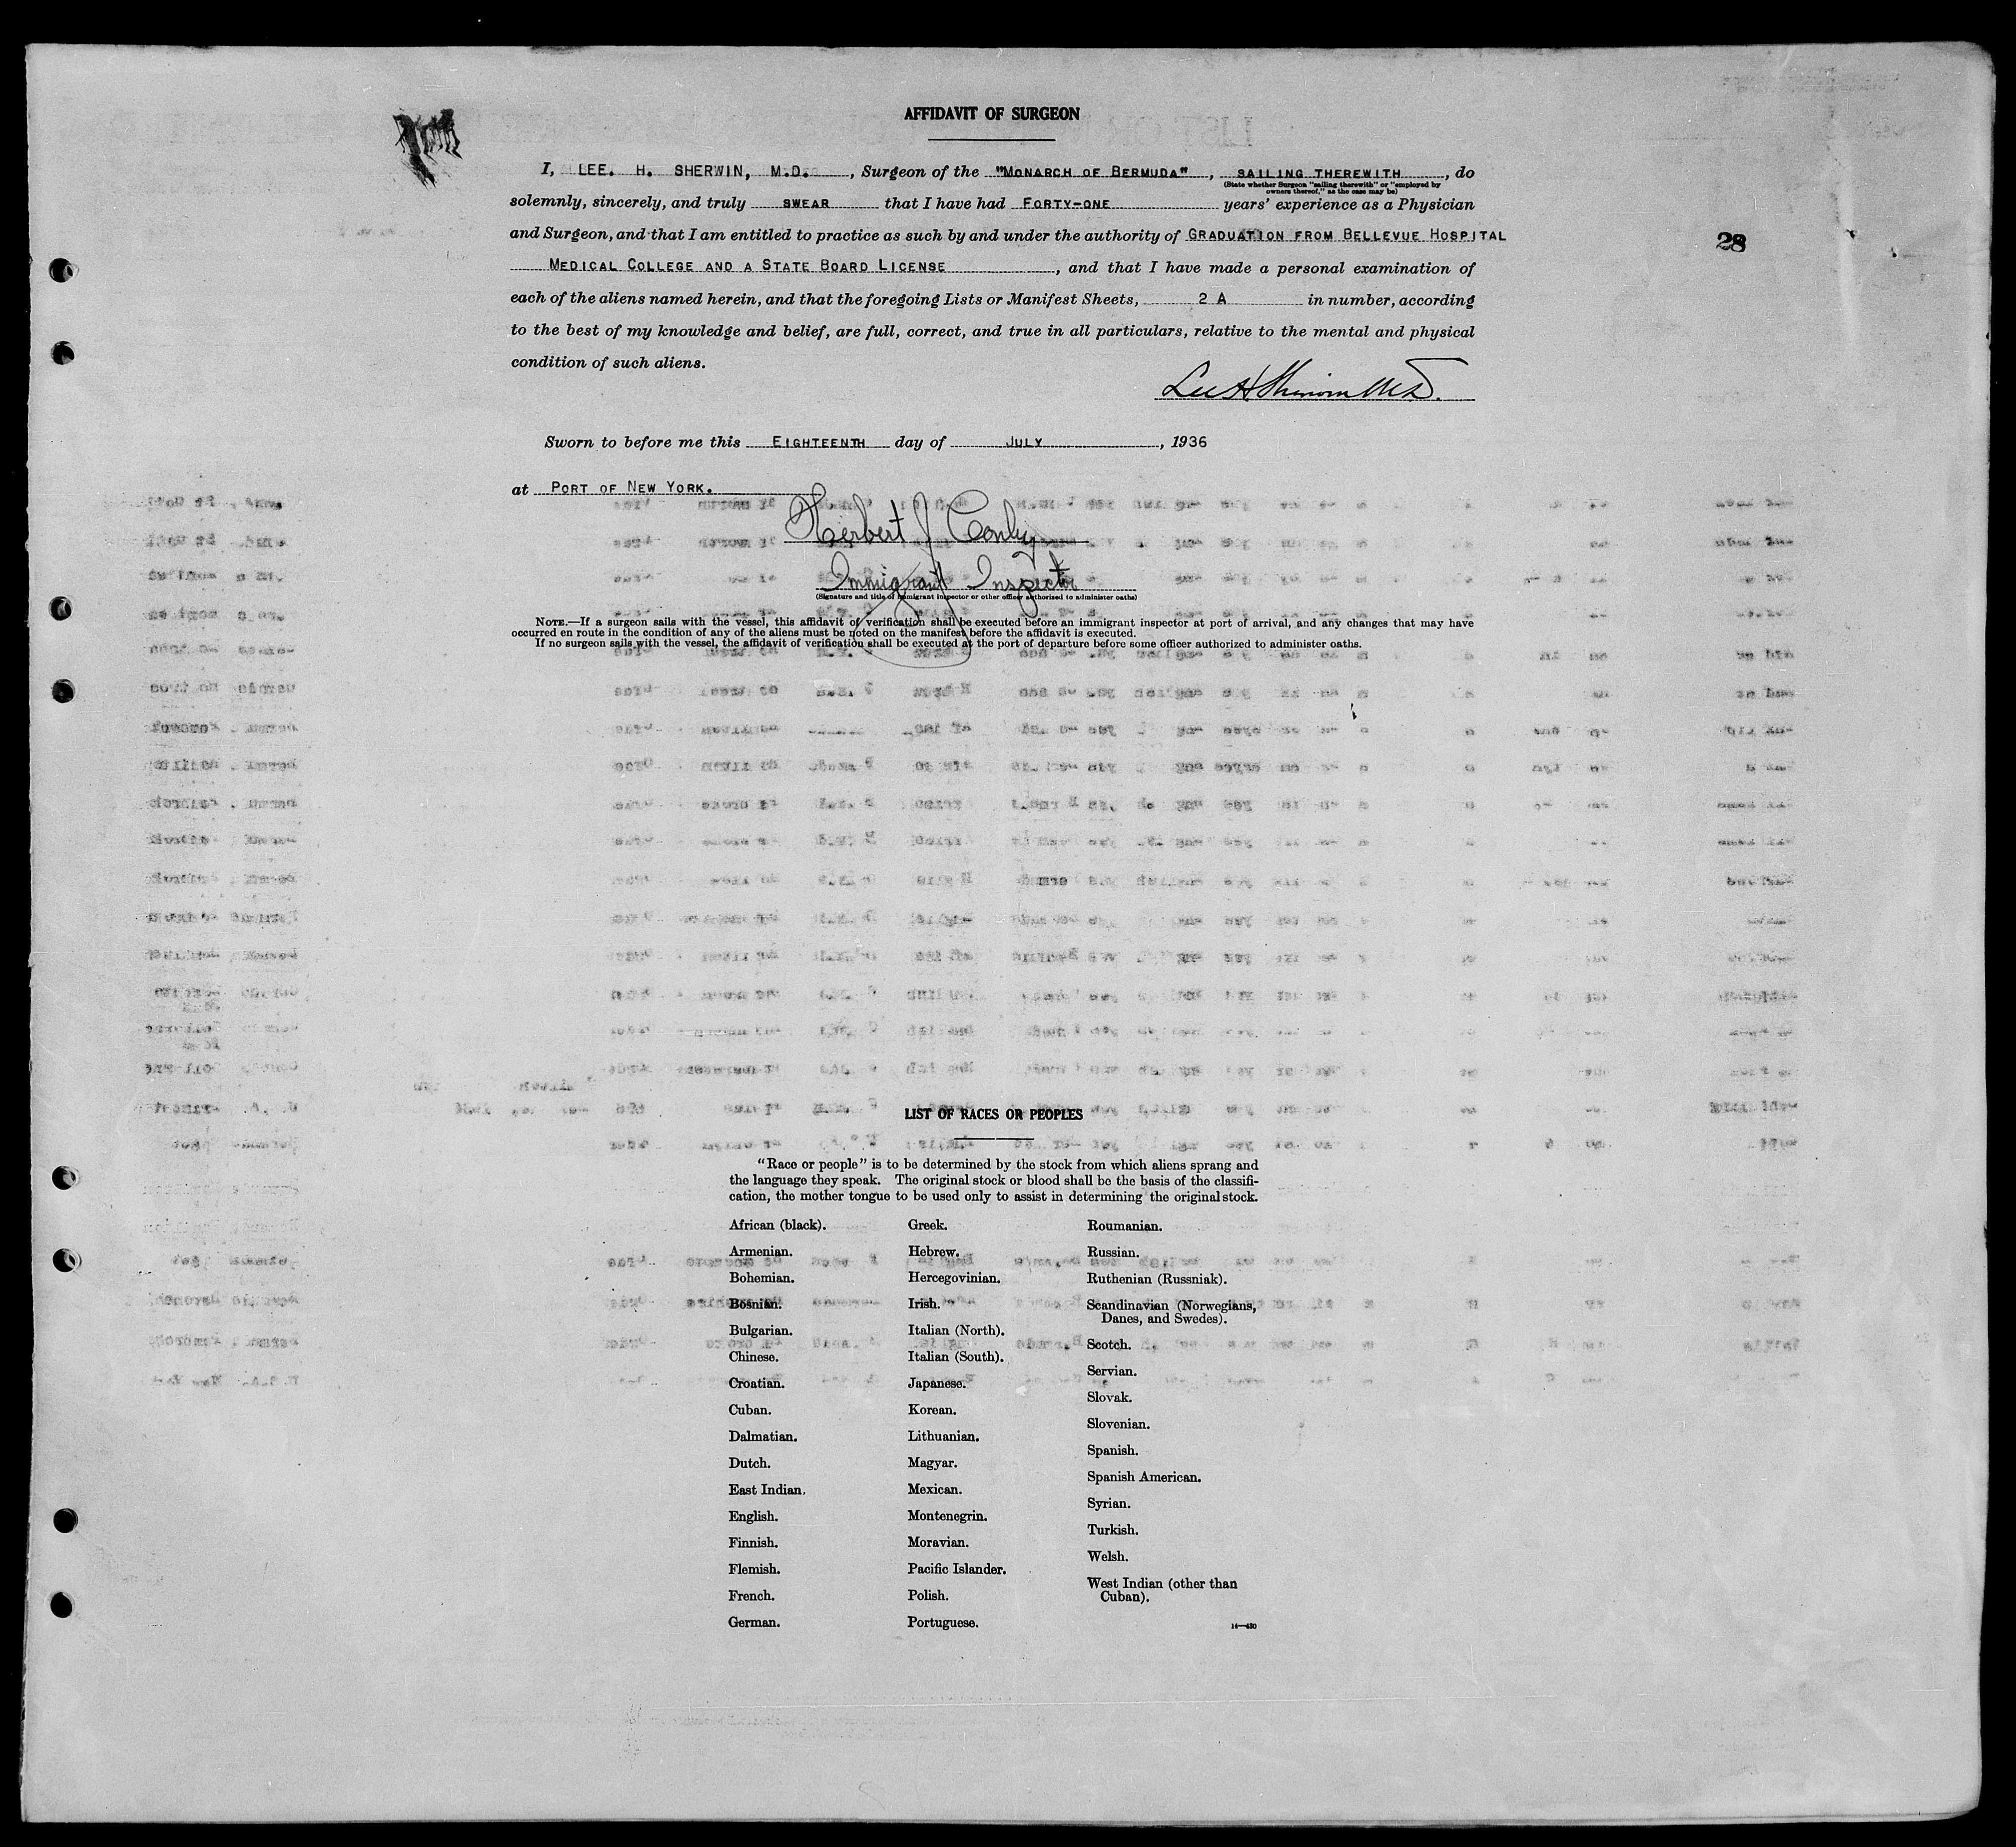 AFFIDAVIT OF SURGEON
I, LEE. H. SHERWIN, M.D. , Surgeon of the "MONARCH OF BERMUDA" , SAILING THEREWITH , do
(State whether Surgeon "sailing therewith" or "employed by
owners thereof," as the case may be)
solemnly, sincerely, and truly SWEAR that I have had FORTY-ONE years' experience as a Physician
and Surgeon, and that I am entitled to practice as such by and under the authority of GRADUATION FROM BELLEVUE HOSPITAL
28
MEDICAL COLLEGE AND A STATE BOARD LICENSE , and that I have made a personal examination of
each of the aliens named herein, and that the foregoing Lists or Manifest Sheets, 2 A in number, according
to the best of my knowledge and belief, are full, correct, and true in all particulars, relative to the mental and physical
condition of such aliens.
Lee H Sherwin M.D.
Sworn to before me this EIGHTEENTH day of JULY , 1936
at PORT OF NEW YORK.
Herbert J Conly
Immigrant Inspector
(Signature and title of immigrant inspector or other officer authorized to administer oaths)
NOTE.—If a surgeon sails with the vessel, this affidavit of verification shall be executed before an immigrant inspector at port of arrival, and any changes that may have
occurred en route in the condition of any of the aliens must be noted on the manifest before the affidavit is executed.
If no surgeon sails with the vessel, the affidavit of verification shall be executed at the port of departure before some officer authorized to administer oaths.
LIST OF RACES OR PEOPLES
"Race or people" is to be determined by the stock from which aliens sprang and
the language they speak. The original stock or blood shall be the basis of the classifi-
cation, the mother tongue to be used only to assist in determining the original stock.
African (black).
Armenian.
Bohemian.
Bosnian.
Bulgarian.
Chinese.
Croatian.
Cuban.
Dalmatian.
Dutch.
East Indian.
English.
Finnish.
Flemish.
French.
German.
Greek.
Hebrew.
Hercegovinian.
Irish.
Italian (North).
Italian (South).
Japanese.
Korean.
Lithuanian.
Magyar.
Mexican.
Montenegrin.
Moravian.
Pacific Islander.
Polish.
Portuguese.
Roumanian.
Russian.
Ruthenian (Russniak).
Scandinavian (Norwegians,
Danes, and Swedes).
Scotch.
Servian.
Slovak.
Slovenian.
Spanish.
Spanish American.
Syrian.
Turkish.
Welsh.
West Indian (other than
Cuban).
14—430